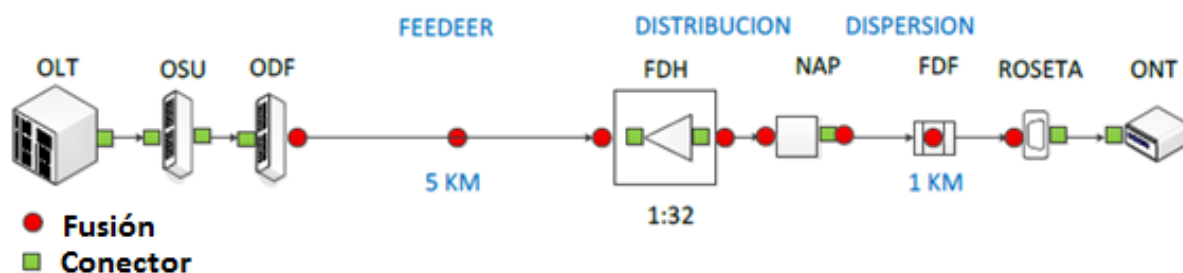 FEEDEER DISTRIBUCION DISPERSION
OLT OSU ODF FDH NAP FDF ROSETA ONT
5 KM 1 KM
1:32
Fusión
Conector